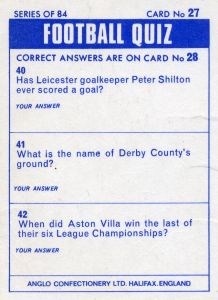 SERIES OF 84 CARD No 27
FOOTBALL QUIZ
CORRECT ANSWERS ARE ON CARD No 28
40
Has Leicester goalkeeper Peter Shilton
ever scored a goal?
YOUR ANSWER
41
What is the name of Derby County's
ground?
YOUR ANSWER
42
When did Aston Villa win the last of
their six League Championships?
YOUR ANSWER
ANGLO CONFECTIONERY LTD. HALIFAX. ENGLAND